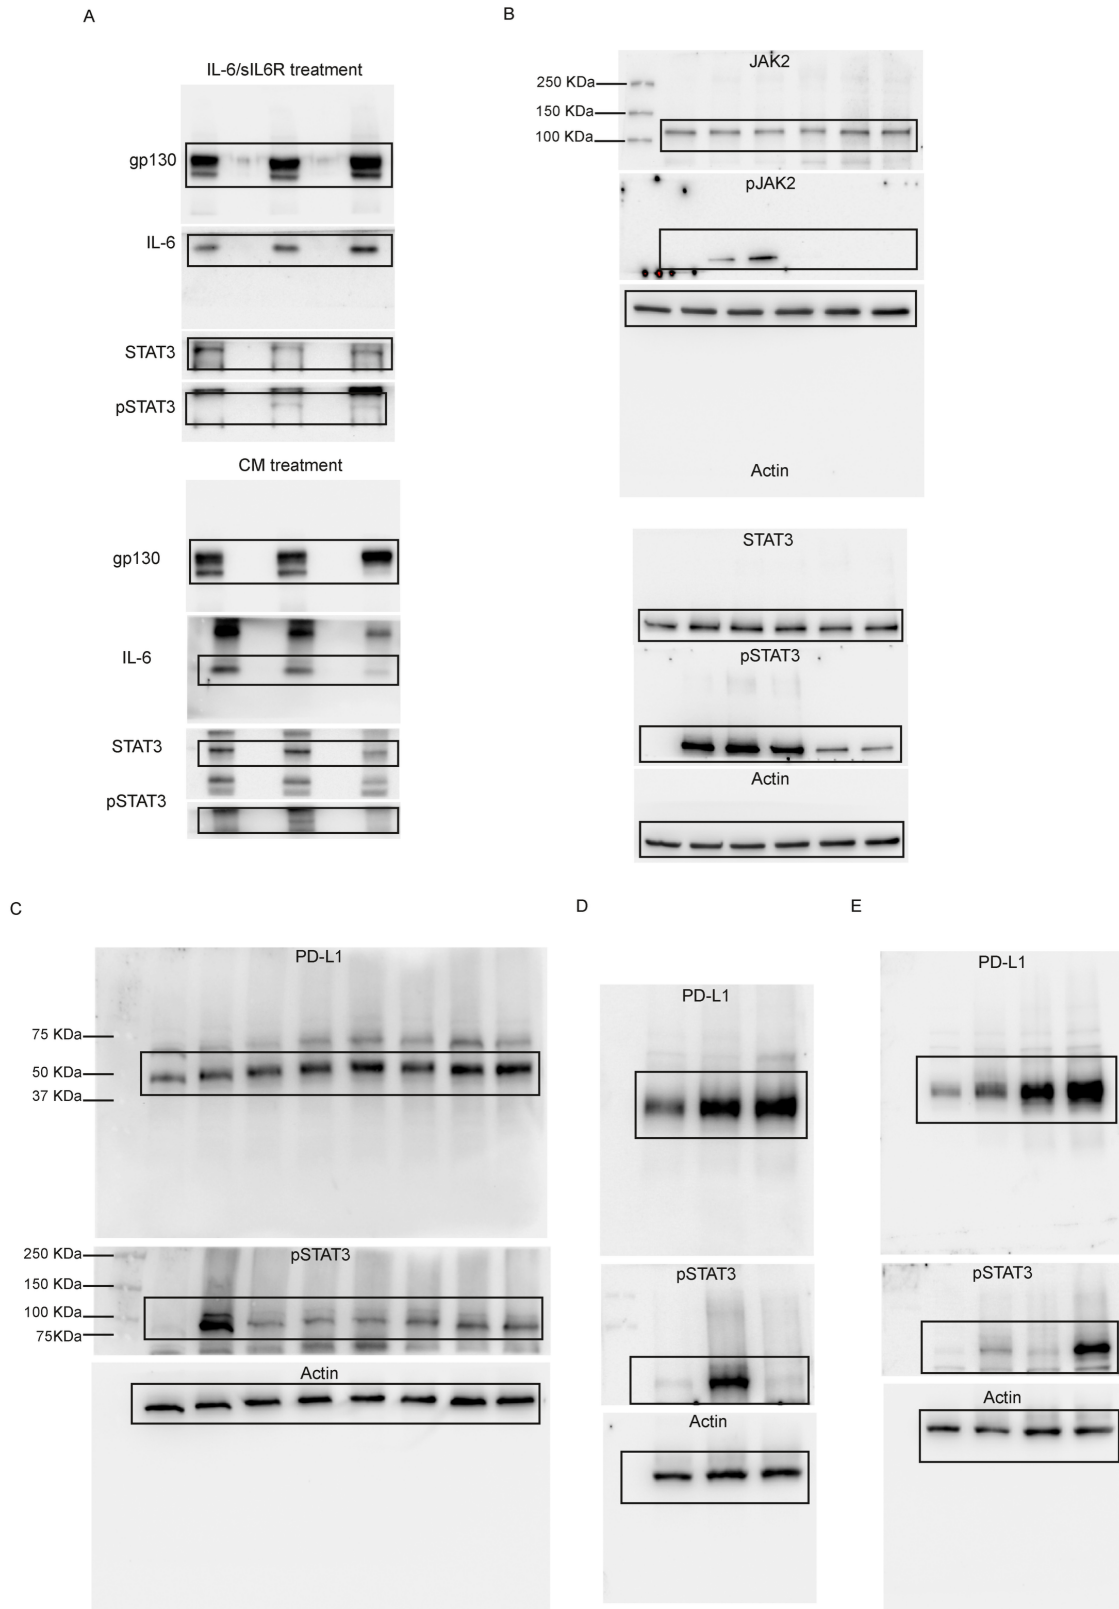 A
IL-6/sIL6R treatment
gp130
IL-6
STAT3
pSTAT3
CM treatment
gp130
IL-6
STAT3
pSTAT3
B
JAK2
250 KDa
150 KDa
100 KDa
pJAK2
Actin
STAT3
pSTAT3
Actin
C
PD-L1
75 KDa
50 KDa
37 KDa
pSTAT3
250 KDa
150 KDa
100 KDa
75KDa
Actin
D
PD-L1
pSTAT3
Actin
E
PD-L1
pSTAT3
Actin